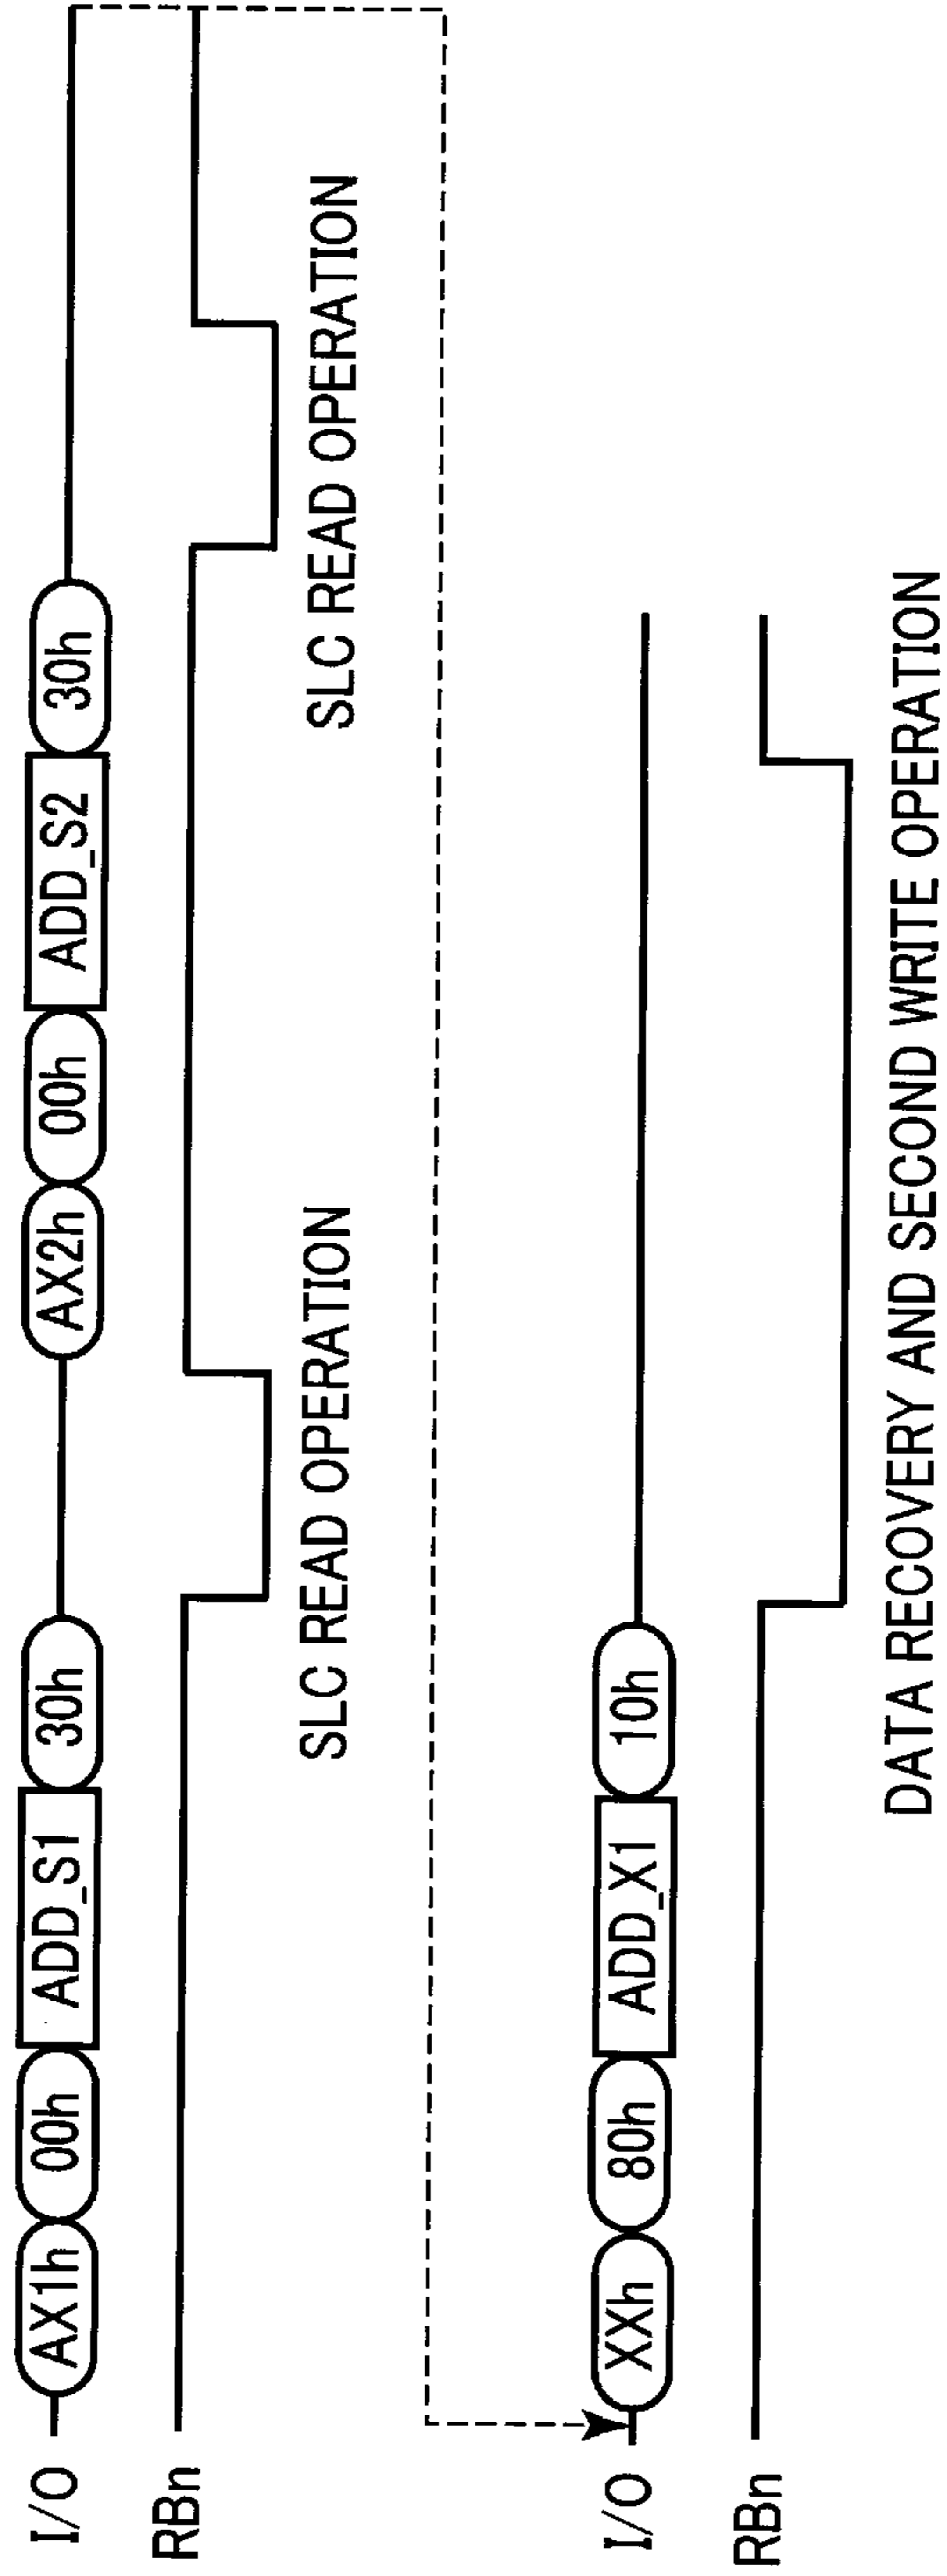 I/O AX1h 00h ADD_S1 30h AX2h 00h ADD_S2 30h
RBn
SLC READ OPERATION SLC READ OPERATION
I/O XXh 80h ADD_X1 10h
RBn
DATA RECOVERY AND SECOND WRITE OPERATION